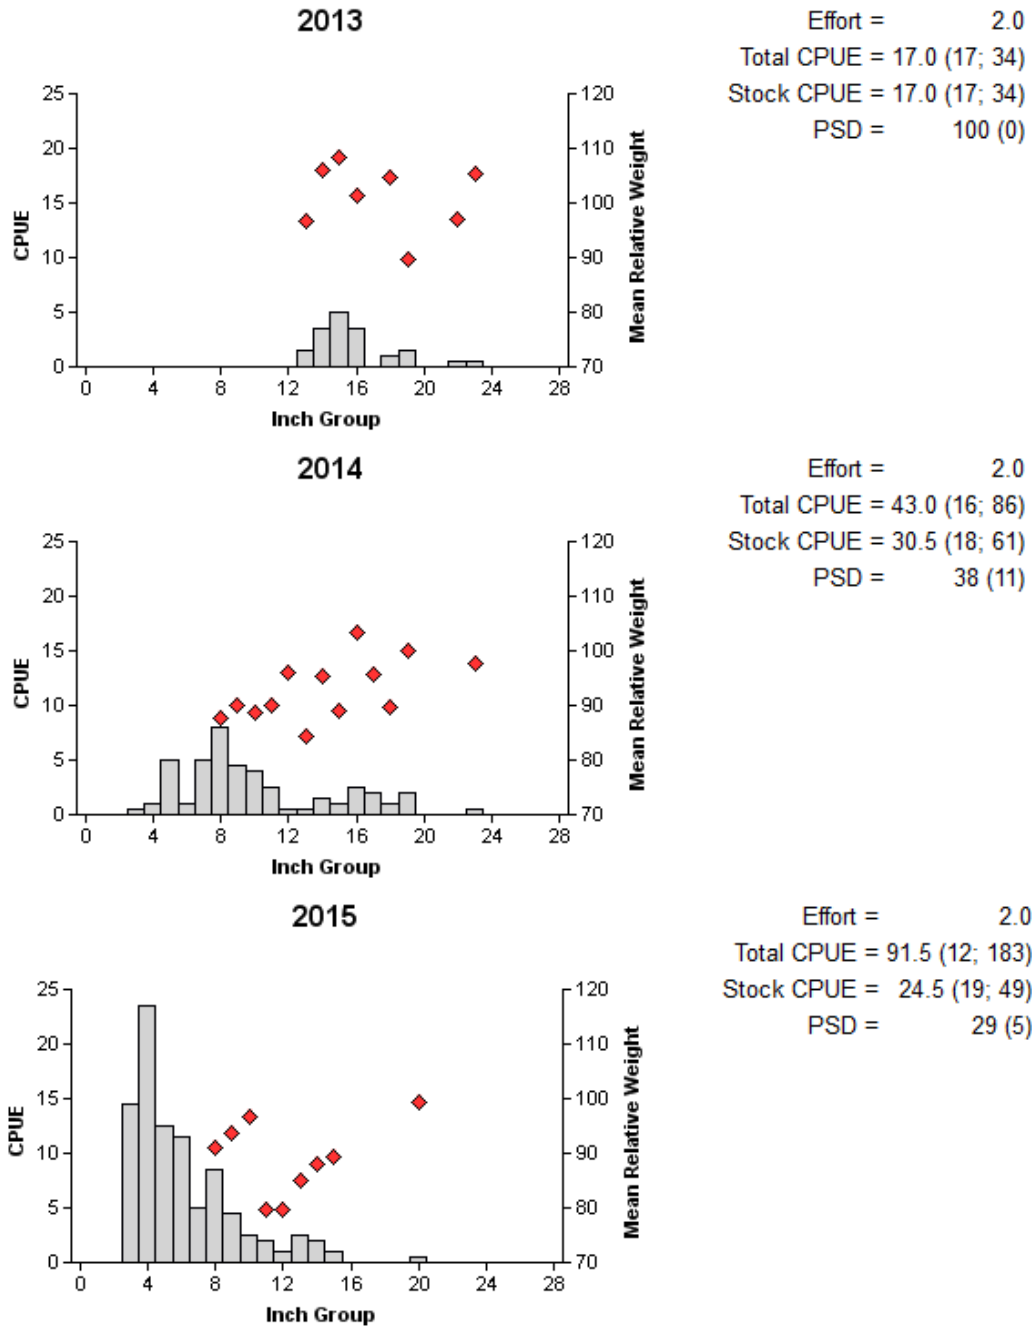 2013
Effort = 2.0
Total CPUE = 17.0 (17; 34)
Stock CPUE = 17.0 (17; 34)
PSD = 100 (0)
25 120
20 110
15 100
10 90
5 80
0 70
CPUE
Mean Relative Weight
0 4 8 12 16 20 24 28
Inch Group
2014
Effort = 2.0
Total CPUE = 43.0 (16; 86)
Stock CPUE = 30.5 (18; 61)
PSD = 38 (11)
25 120
20 110
15 100
10 90
5 80
0 70
CPUE
Mean Relative Weight
0 4 8 12 16 20 24 28
Inch Group
2015
Effort = 2.0
Total CPUE = 91.5 (12; 183)
Stock CPUE = 24.5 (19; 49)
PSD = 29 (5)
25 120
20 110
15 100
10 90
5 80
0 70
CPUE
Mean Relative Weight
0 4 8 12 16 20 24 28
Inch Group